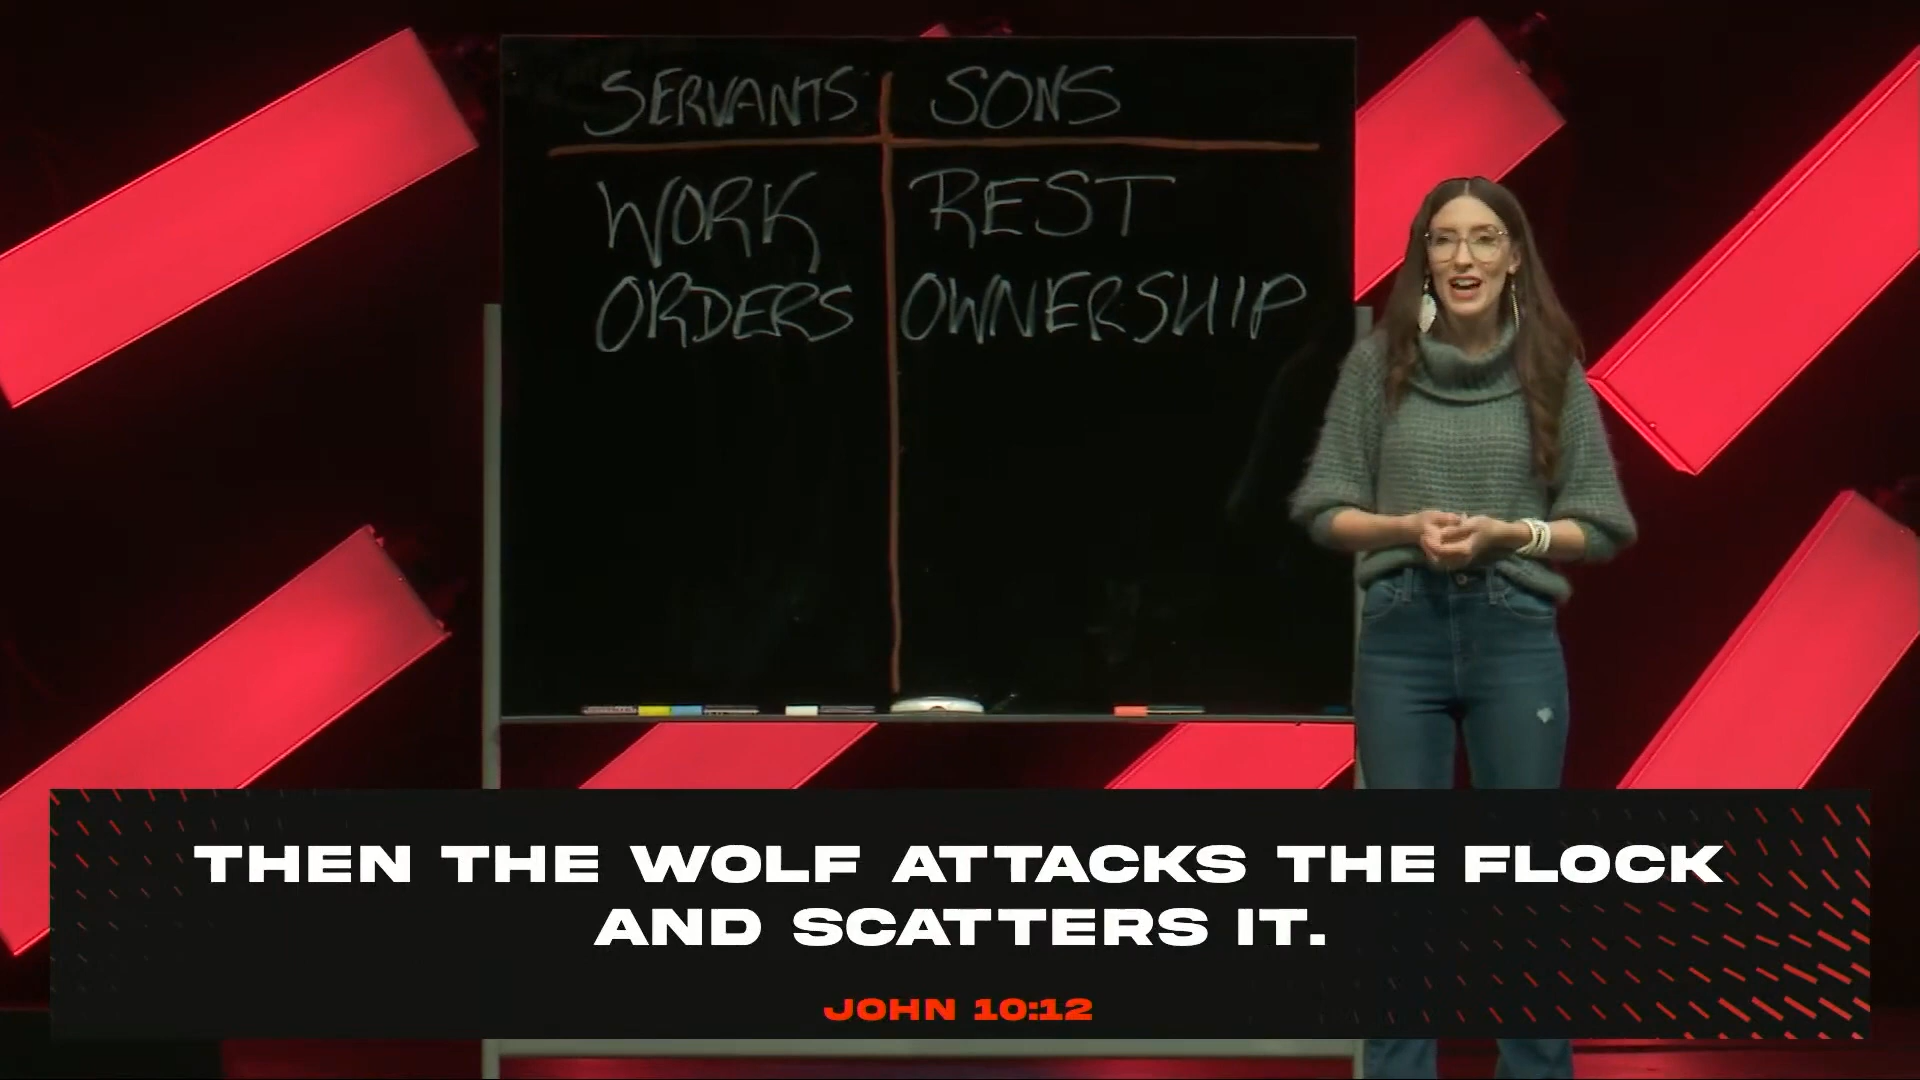 SERVANTS SONS
WORK REST
ORDERS OWNERSHIP
THEN THE WOLF ATTACKS THE FLOCK
AND SCATTERS IT.
JOHN 10:12